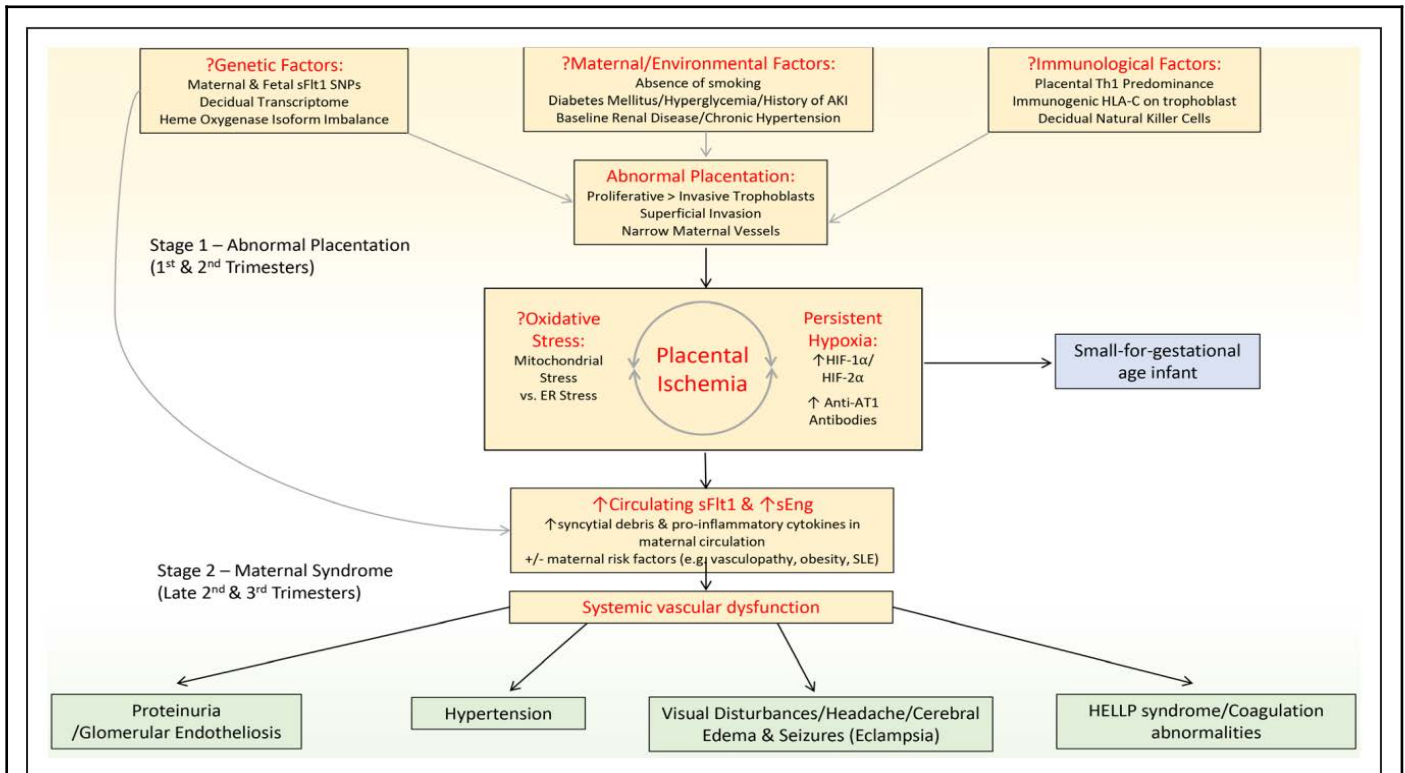 ?Genetic Factors:
Maternal & Fetal sFlt1 SNPs
Decidual Transcriptome
Heme Oxygenase Isoform Imbalance
?Maternal/Environmental Factors:
Absence of smoking
Diabetes Mellitus/Hyperglycemia/History of AKI
Baseline Renal Disease/Chronic Hypertension
?Immunological Factors:
Placental Th1 Predominance
Immunogenic HLA-C on trophoblast
Decidual Natural Killer Cells
Abnormal Placentation:
Proliferative > Invasive Trophoblasts
Superficial Invasion
Narrow Maternal Vessels
Stage 1 – Abnormal Placentation
(1st & 2nd Trimesters)
?Oxidative
Stress:
Mitochondrial
Stress
vs. ER Stress
Placental
Ischemia
Persistent
Hypoxia:
↑HIF-1α/
HIF-2α
↑ Anti-AT1
Antibodies
Small-for-gestational
age infant
↑Circulating sFlt1 & ↑sEng
↑syncytial debris & pro-inflammatory cytokines in
maternal circulation
+/- maternal risk factors (e.g. vasculopathy, obesity, SLE)
Stage 2 – Maternal Syndrome
(Late 2nd & 3rd Trimesters)
Systemic vascular dysfunction
Proteinuria
/Glomerular Endotheliosis
Hypertension
Visual Disturbances/Headache/Cerebral
Edema & Seizures (Eclampsia)
HELLP syndrome/Coagulation
abnormalities